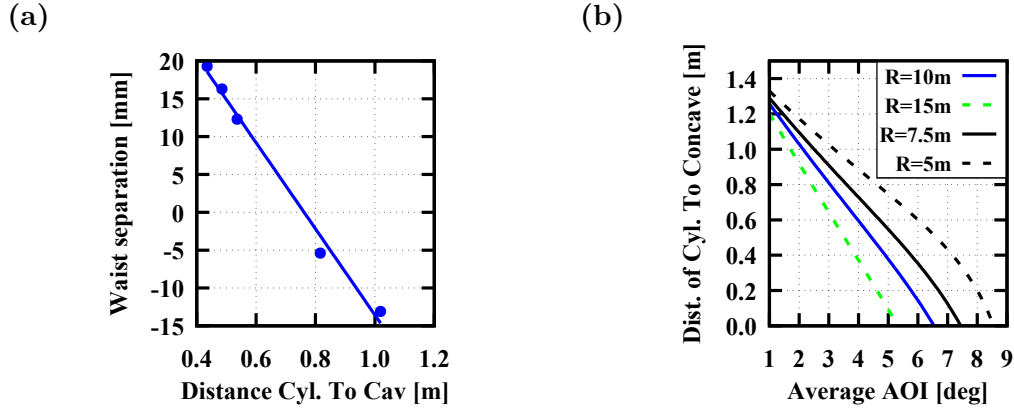 (a)
20
15
10
5
0
-5
-10
-15
0.4 0.6 0.8 1.0 1.2
Waist separation [mm]
Distance Cyl. To Cav [m]
(b)
1.4
1.2
1.0
0.8
0.6
0.4
0.2
0.0
1 2 3 4 5 6 7 8 9
Dist. of Cyl. To Concave [m]
Average AOI [deg]
R=10m
R=15m
R=7.5m
R=5m